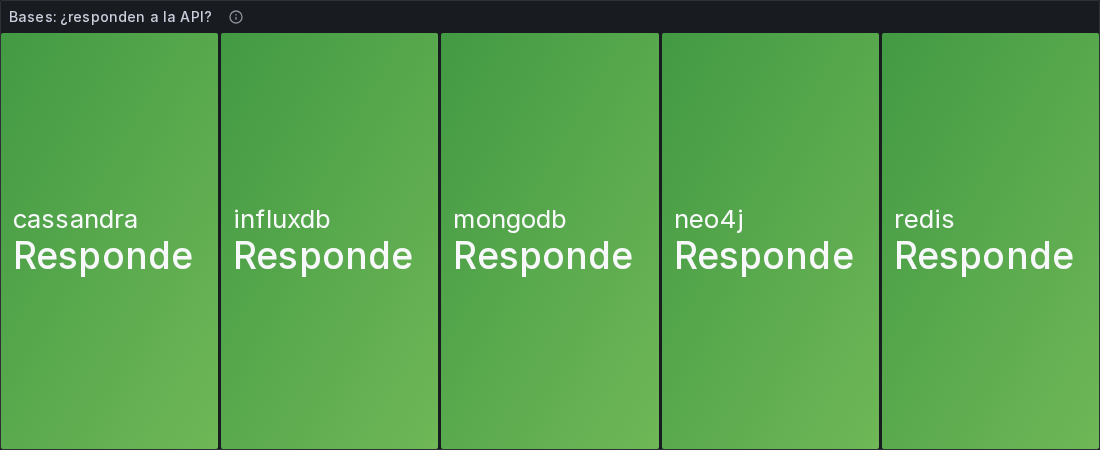 Bases: ¿responden a la API?
cassandra
Responde
influxdb
Responde
mongodb
Responde
neo4j
Responde
redis
Responde